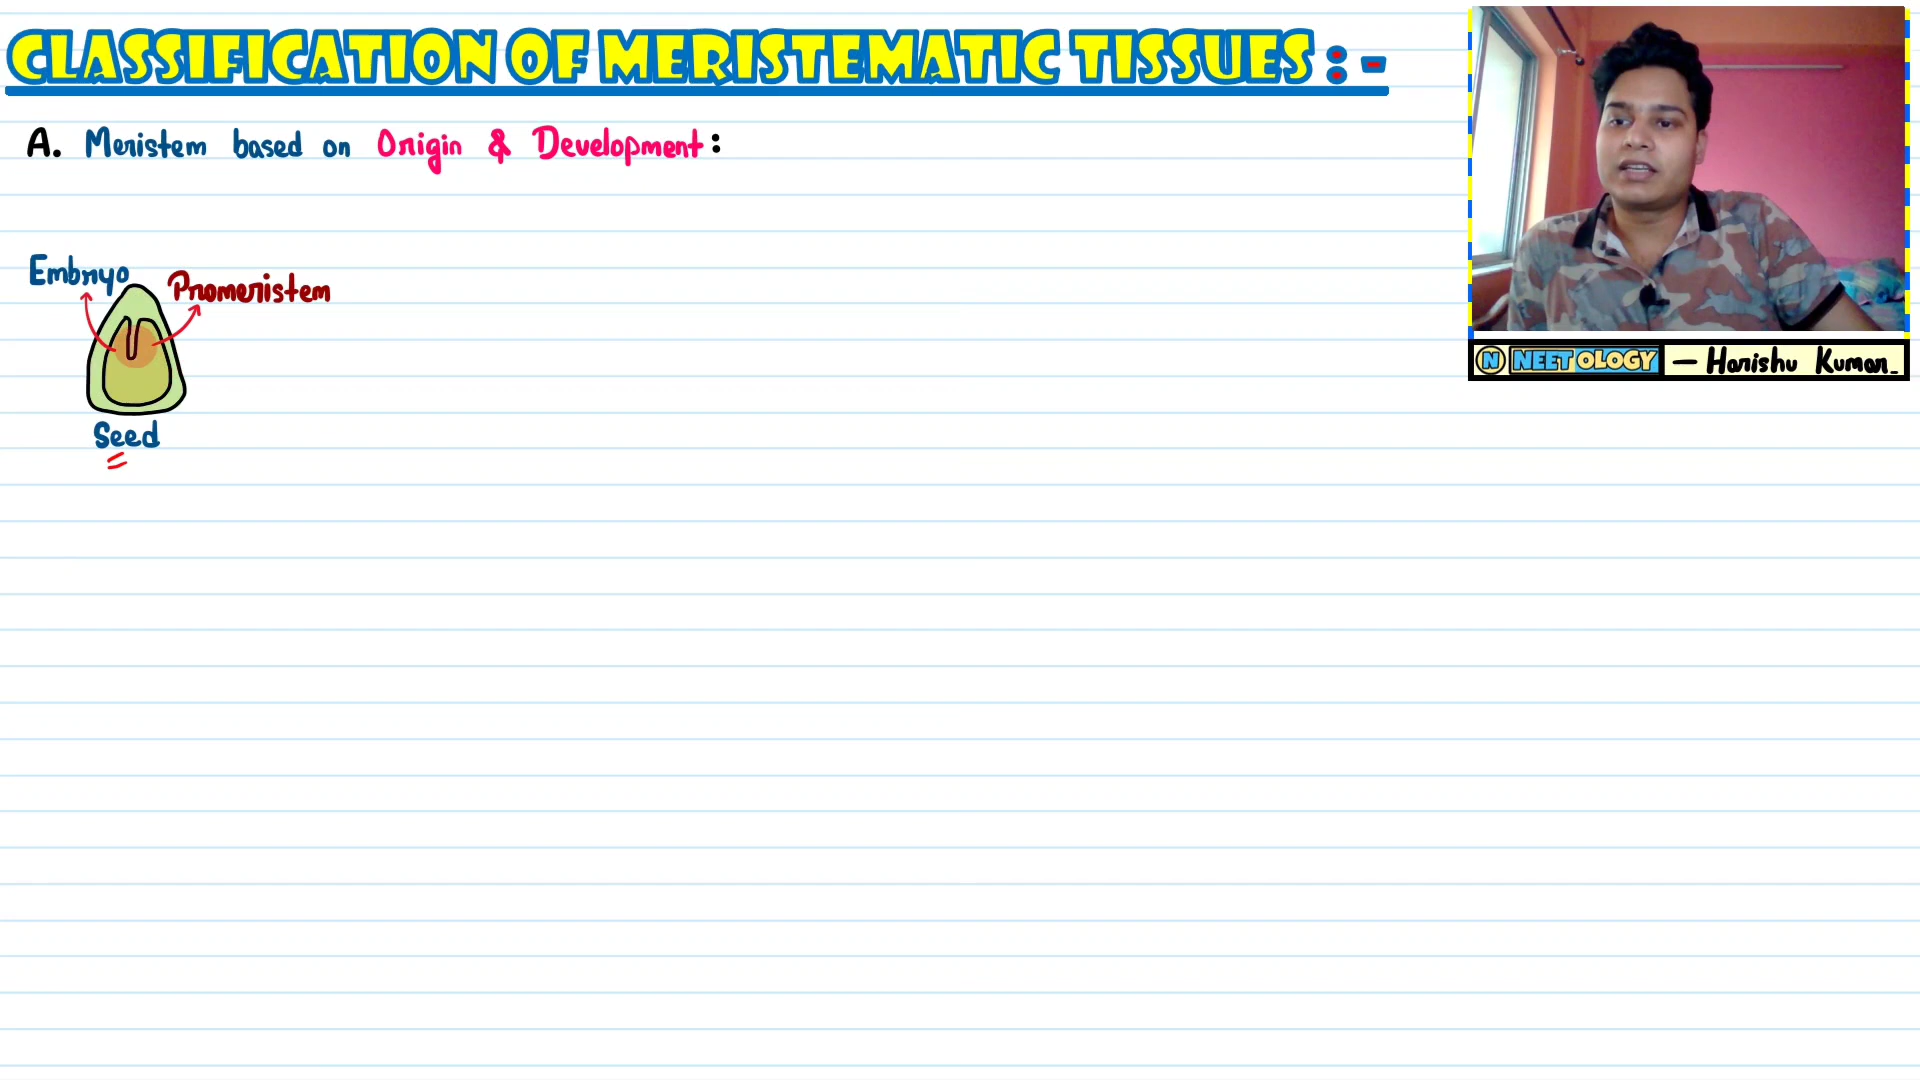 CLASSIFICATION OF MERISTEMATIC TISSUES : -
A. Meristem based on Origin & Development :
Embryo
Promeristem
Seed
N NEETOLOGY — Harishu Kumar